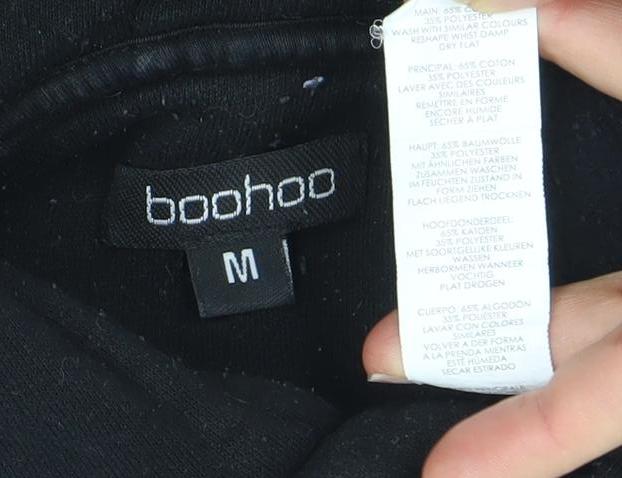 boohoo
M
MAIN: 65% CO
35% POLYESTER
WASH WITH SIMILAR COLOURS
RESHAPE WHIST DAMP
DRY FLAT
PRINCIPAL: 65% COTON
35% POLYESTER
LAVER AVEC DES COULEURS
SIMILAIRES
REMETTRE EN FORME
ENCORE HUMIDE
SÉCHER À PLAT
HAUPT: 65% BAUMWOLLE
35% POLYESTER
MIT ÄHNLICHEN FARBEN
ZUSAMMEN WASCHEN
IM FEUCHTEN ZUSTAND IN
FORM ZIEHEN
FLACH LIEGEND TROCKNEN
HOOFDONDERDEEL:
65% KATOEN
35% POLYESTER
MET SOORTGELIJKE KLEUREN
WASSEN
HERBORMEN WANNEER
VOCHTIG
PLAT DROGEN
CUERPO: 65% ALGODÓN
35% POLIÉSTER
LAVAR CON COLORES
SIMILARES
VOLVER A DER FORMA
A LA PRENDA MIENTRAS
ESTÉ HÚMEDA
SECAR ESTIRADO